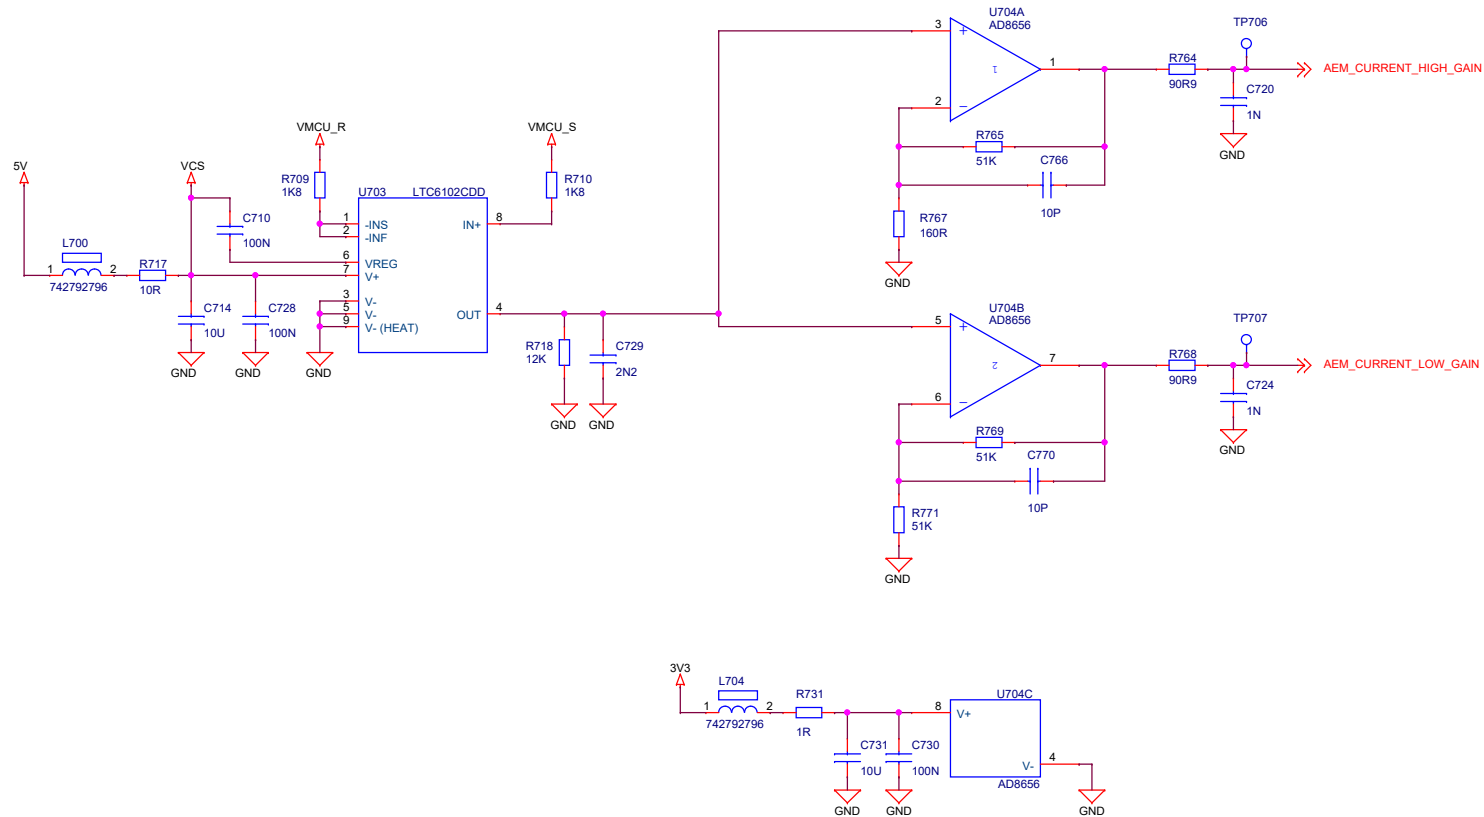 U704A
AD8656
3
+
1
1
2
−
R764
90R9
TP706
AEM_CURRENT_HIGH_GAIN
C720
1N
GND
R765
51K
C766
10P
R767
160R
GND
5V
L700
1
2
742792796
R717
10R
VCS
C710
100N
C714
10U
GND
C728
100N
GND
VMCU_R
R709
1K8
VMCU_S
R710
1K8
U703
LTC6102CDD
1
-INS
2
-INF
6
VREG
7
V+
3
V-
5
V-
9
V- (HEAT)
GND
IN+
8
OUT
4
R718
12K
GND
C729
2N2
GND
U704B
AD8656
5
+
2
7
6
−
R768
90R9
TP707
AEM_CURRENT_LOW_GAIN
C724
1N
GND
R769
51K
C770
10P
R771
51K
GND
3V3
L704
1
2
742792796
R731
1R
C731
10U
GND
C730
100N
GND
U704C
8
V+
V-
4
AD8656
GND